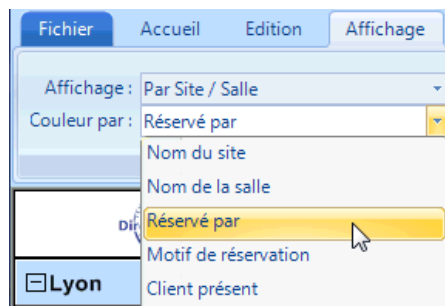 Fichier Accueil Edition Affichage
Affichage : Par Site / Salle
Couleur par : Réservé par
Nom du site
Nom de la salle
Réservé par
Motif de réservation
Client présent
Lyon